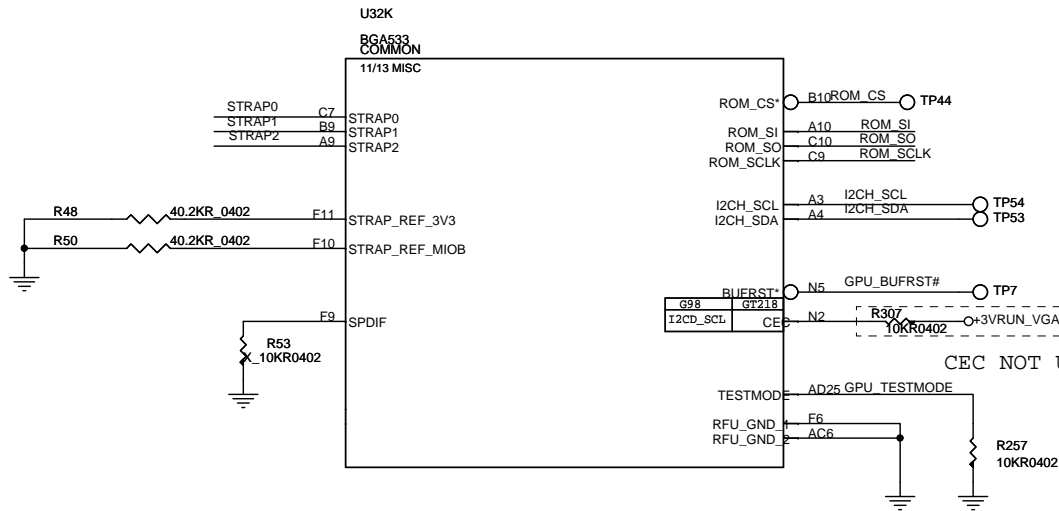 U32K
BGA533
COMMON
11/13 MISC
STRAP0 C7 STRAP0
STRAP1 B9 STRAP1
STRAP2 A9 STRAP2
R48 40.2KR_0402 F11 STRAP_REF_3V3
R50 40.2KR_0402 F10 STRAP_REF_MIOB
F9 SPDIF
R53
X_10KR0402
ROM_CS* B10 ROM_CS TP44
ROM_SI A10 ROM_SI
ROM_SO C10 ROM_SO
ROM_SCLK C9 ROM_SCLK
I2CH_SCL A3 I2CH_SCL TP54
I2CH_SDA A4 I2CH_SDA TP53
BUFRST* N5 GPU_BUFRST# TP7
G98 GT218
I2CD_SCL CEC N2 R307 +3VRUN_VGA
10KR0402
CEC NOT U
TESTMODE AD25 GPU_TESTMODE
RFU_GND_1 F6
RFU_GND_2 AC6
R257
10KR0402